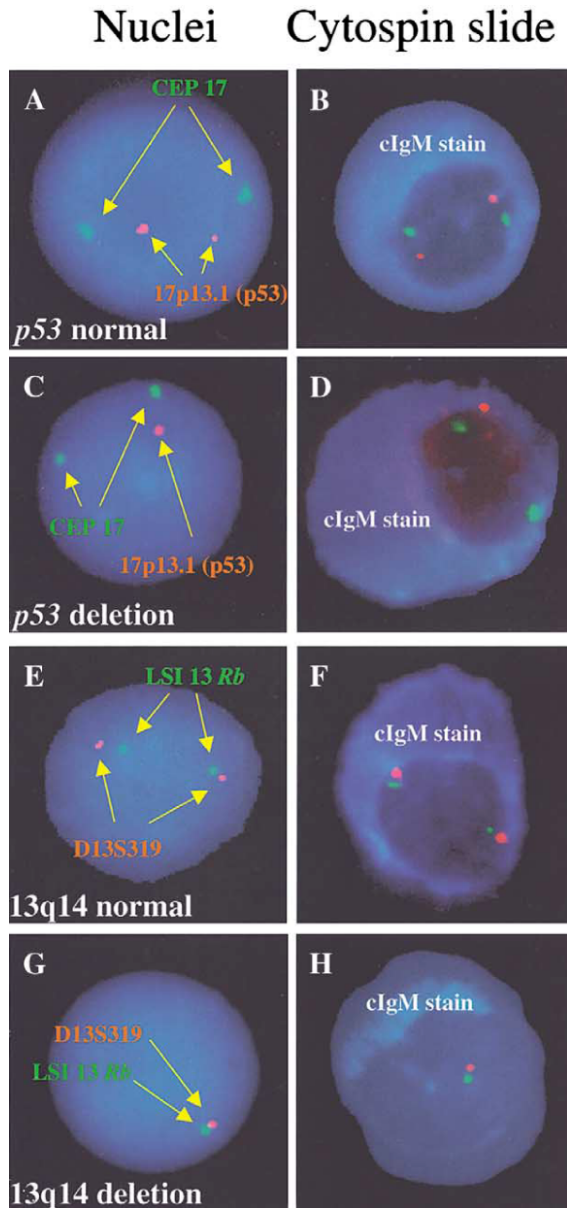 Nuclei Cytospin slide
A
CEP 17
17p13.1 (p53)
p53 normal
B
cIgM stain
C
CEP 17
17p13.1 (p53)
p53 deletion
D
cIgM stain
E
LSI 13 Rb
D13S319
13q14 normal
F
cIgM stain
G
D13S319
LSI 13 Rb
13q14 deletion
H
cIgM stain